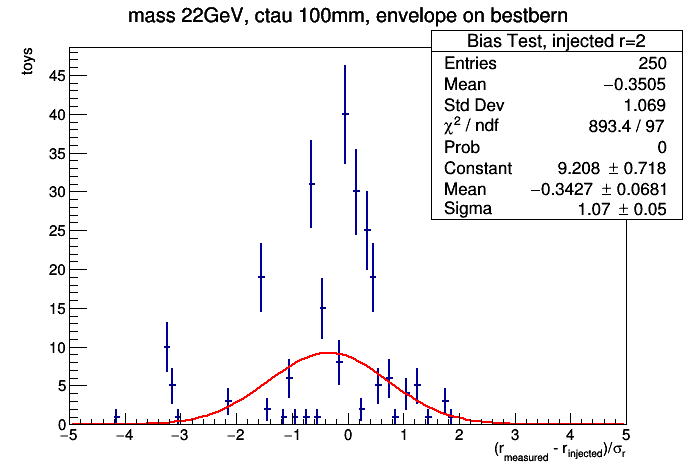 mass 22GeV, ctau 100mm, envelope on bestbern
toys
Bias Test, injected r=2
Entries 250
Mean −0.3505
Std Dev 1.069
χ² / ndf 893.4 / 97
Prob 0
Constant 9.208 ± 0.718
Mean −0.3427 ± 0.0681
Sigma 1.07 ± 0.05
45
40
35
30
25
20
15
10
5
0
−5 −4 −3 −2 −1 0 1 2 3 4 5
(r_measured - r_injected)/σ_r